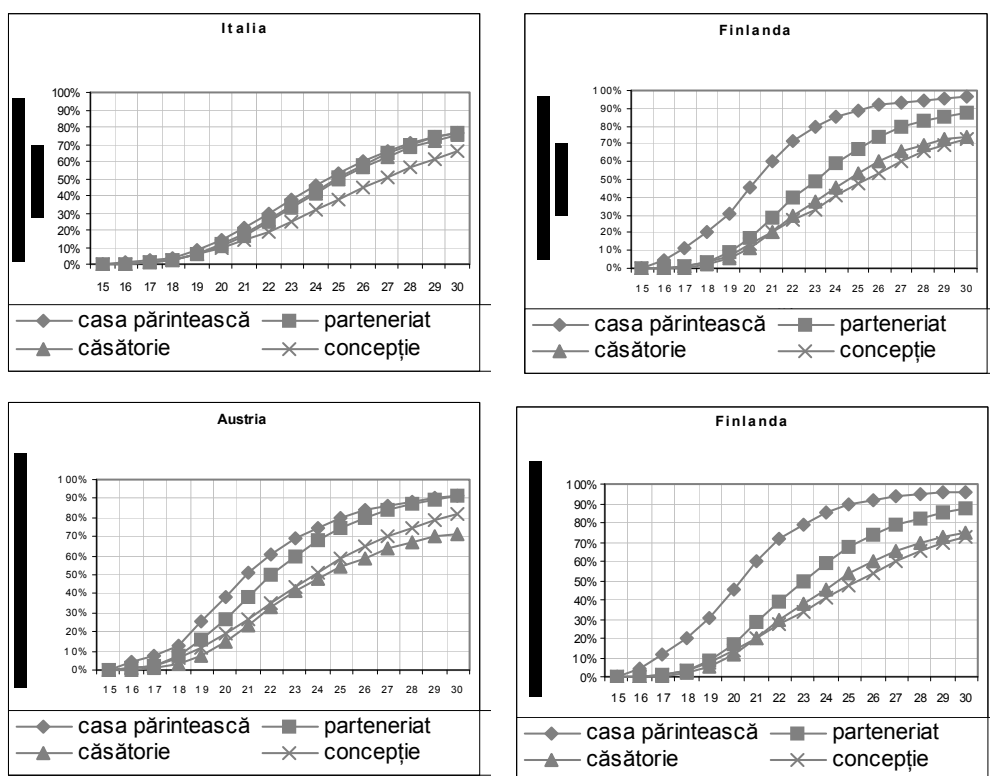 Italia
100%
90%
80%
70%
60%
50%
40%
30%
20%
10%
0%
15 16 17 18 19 20 21 22 23 24 25 26 27 28 29 30
casa părintească parteneriat
căsătorie concepție
Finlanda
100%
90%
80%
70%
60%
50%
40%
30%
20%
10%
0%
15 16 17 18 19 20 21 22 23 24 25 26 27 28 29 30
casa părintească parteneriat
căsătorie concepție
Austria
100%
90%
80%
70%
60%
50%
40%
30%
20%
10%
0%
15 16 17 18 19 20 21 22 23 24 25 26 27 28 29 30
casa părintească parteneriat
căsătorie concepție
Finlanda
100%
90%
80%
70%
60%
50%
40%
30%
20%
10%
0%
15 16 17 18 19 20 21 22 23 24 25 26 27 28 29 30
casa părintească parteneriat
căsătorie concepție